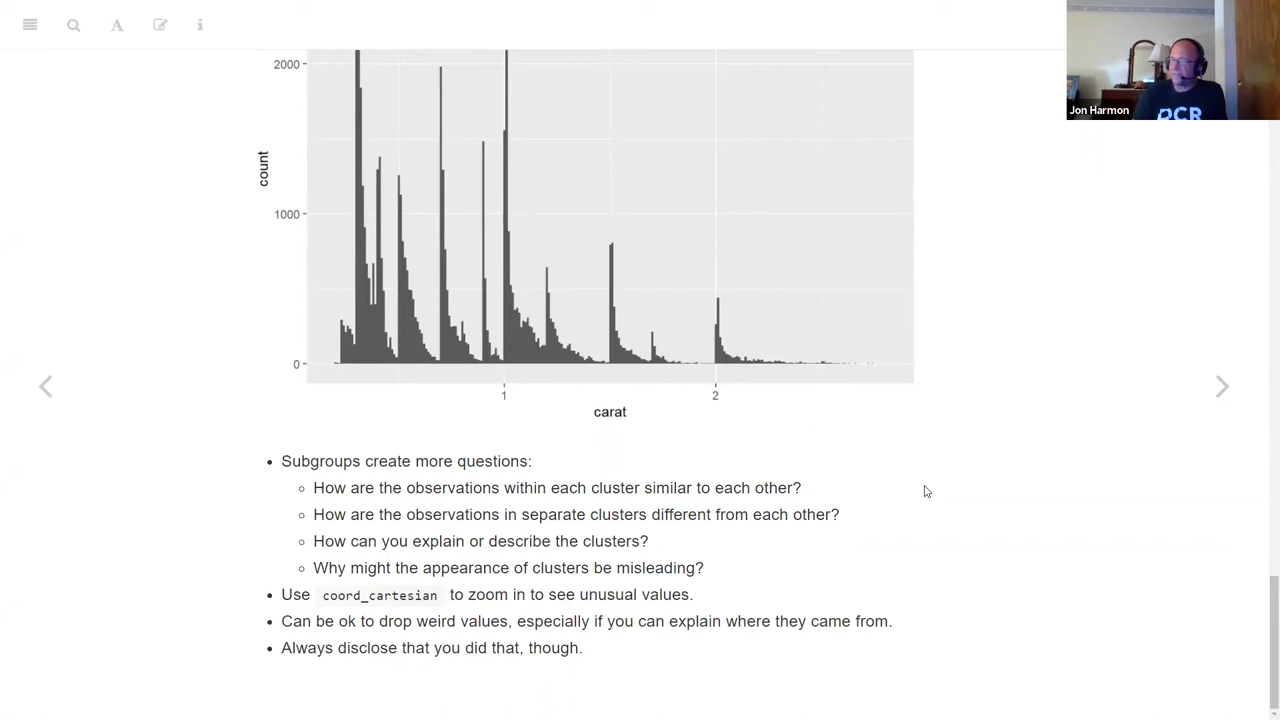 2000
count
1000
0
1
2
carat
Jon Harmon
DCR
Subgroups create more questions:
How are the observations within each cluster similar to each other?
How are the observations in separate clusters different from each other?
How can you explain or describe the clusters?
Why might the appearance of clusters be misleading?
Use coord_cartesian to zoom in to see unusual values.
Can be ok to drop weird values, especially if you can explain where they came from.
Always disclose that you did that, though.